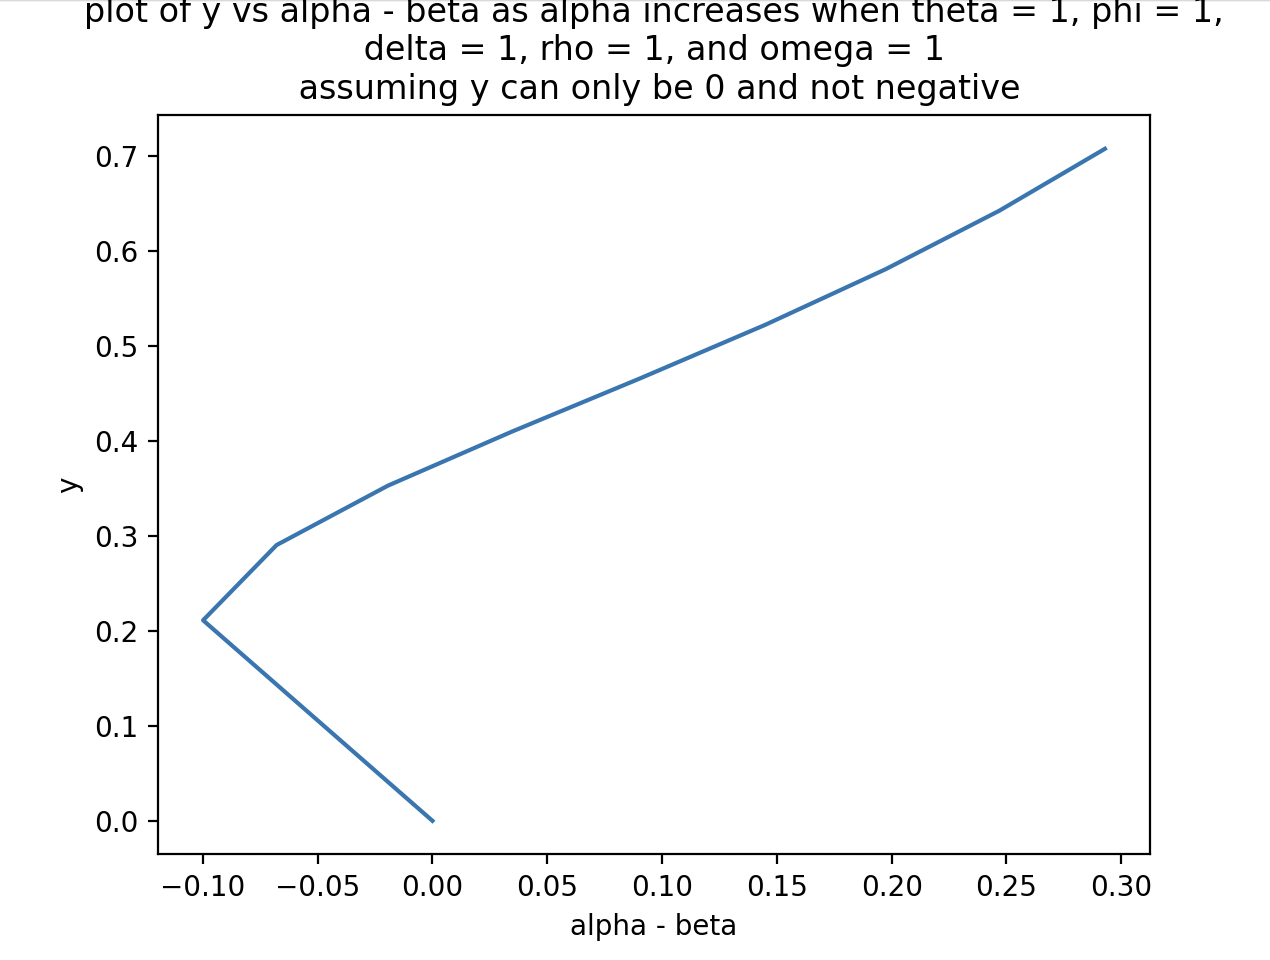 plot of y vs alpha - beta as alpha increases when theta = 1, phi = 1,
delta = 1, rho = 1, and omega = 1
assuming y can only be 0 and not negative
0.7
0.6
0.5
0.4
0.3
0.2
0.1
0.0
y
−0.10 −0.05 0.00 0.05 0.10 0.15 0.20 0.25 0.30
alpha - beta